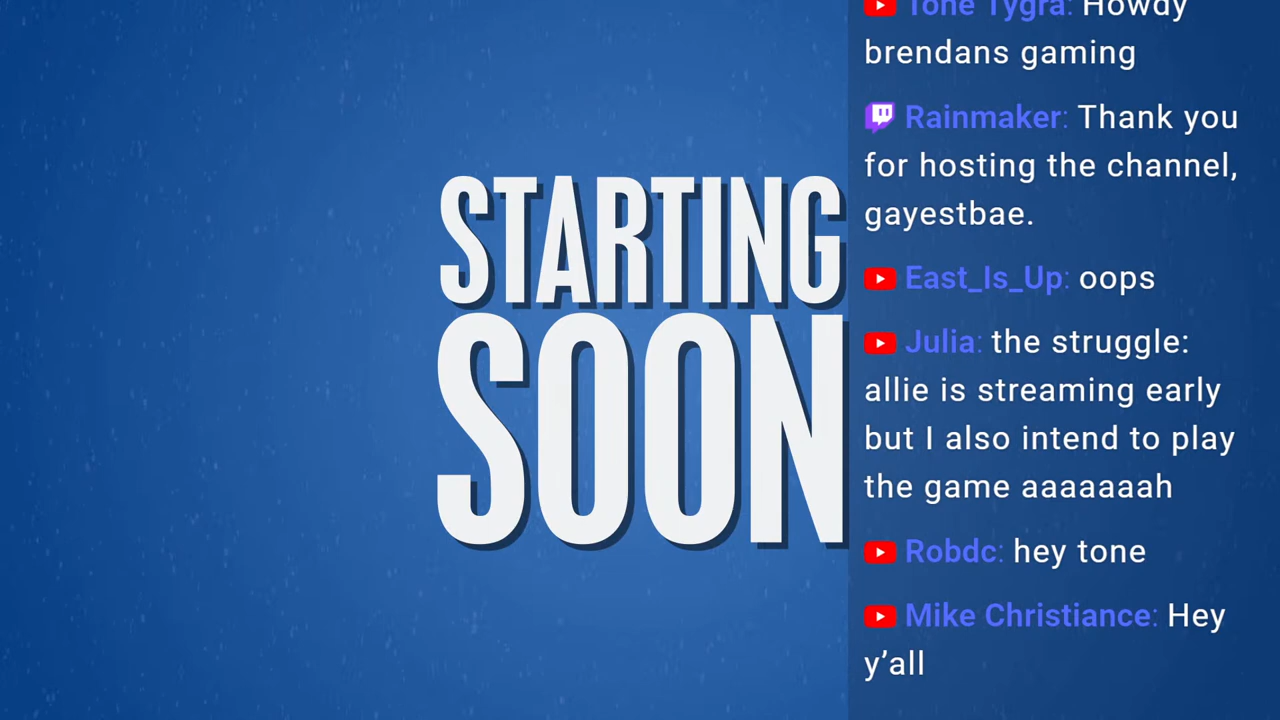 STARTING
SOON
Tone Tygra: Howdy
brendans gaming
Rainmaker: Thank you
for hosting the channel,
gayestbae.
East_Is_Up: oops
Julia: the struggle:
allie is streaming early
but I also intend to play
the game aaaaaaah
Robdc: hey tone
Mike Christiance: Hey
y’all